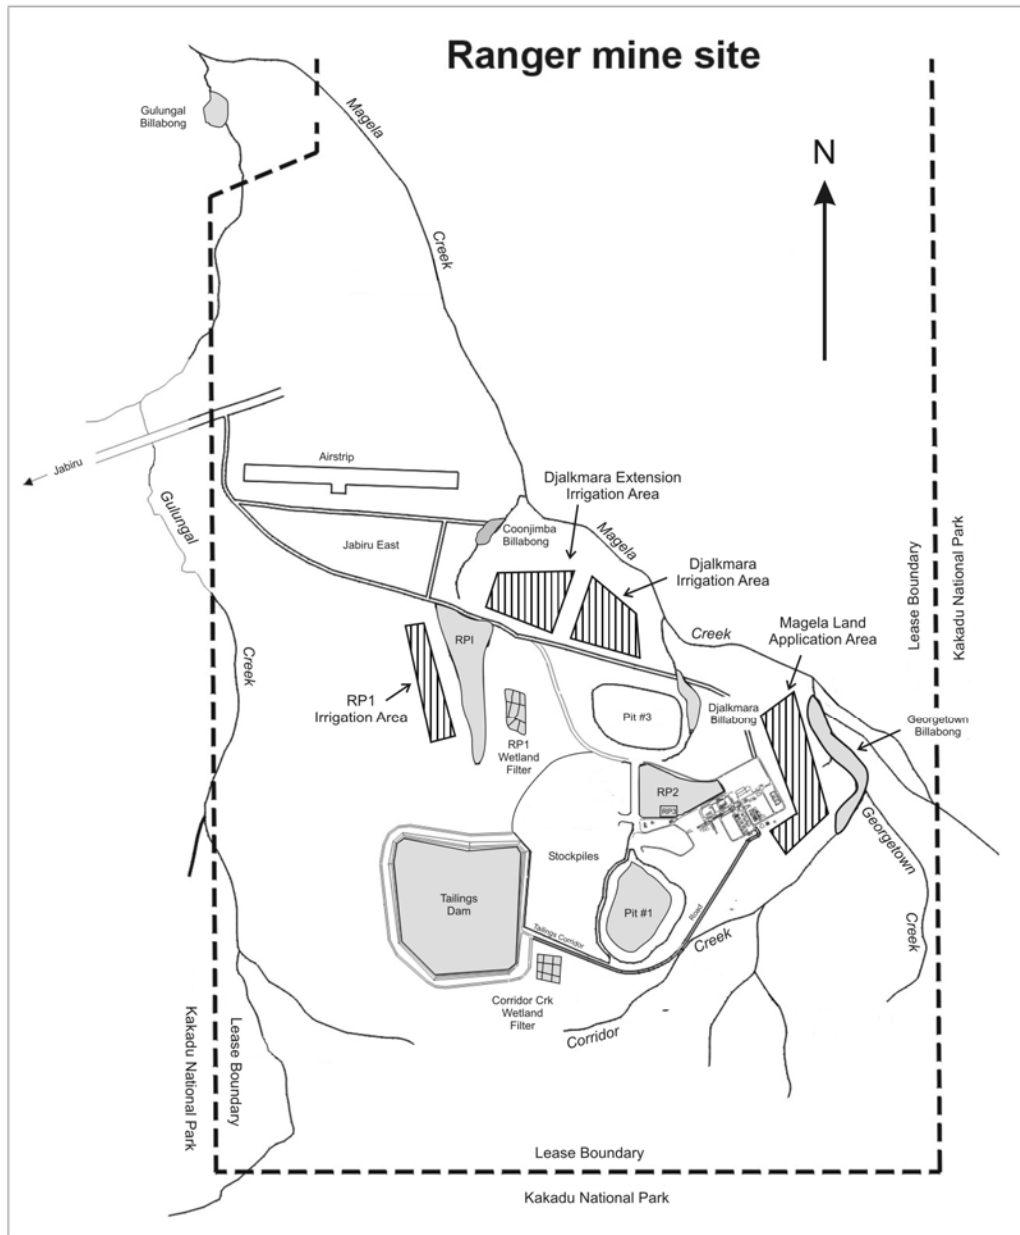 Ranger mine site
Gulungal
Billabong
Magela
Creek
N
Jabiru
Airstrip
Gulungal
Creek
Jabiru East
Coonjimba
Billabong
Djalkmara Extension
Irrigation Area
Magela
Creek
Djalkmara
Irrigation Area
Magela Land
Application Area
Lease Boundary
Kakadu National Park
RPI
RP1
Irrigation Area
RP1
Wetland
Filter
Pit #3
Djalkmara
Billabong
Georgetown
Billabong
RP2
RP3
Georgetown
Creek
Stockpiles
Tailings
Dam
Pit #1
Road
Tailings Corridor
Creek
Corridor
Corridor Crk
Wetland
Filter
Kakadu National Park
Lease Boundary
Lease Boundary
Kakadu National Park